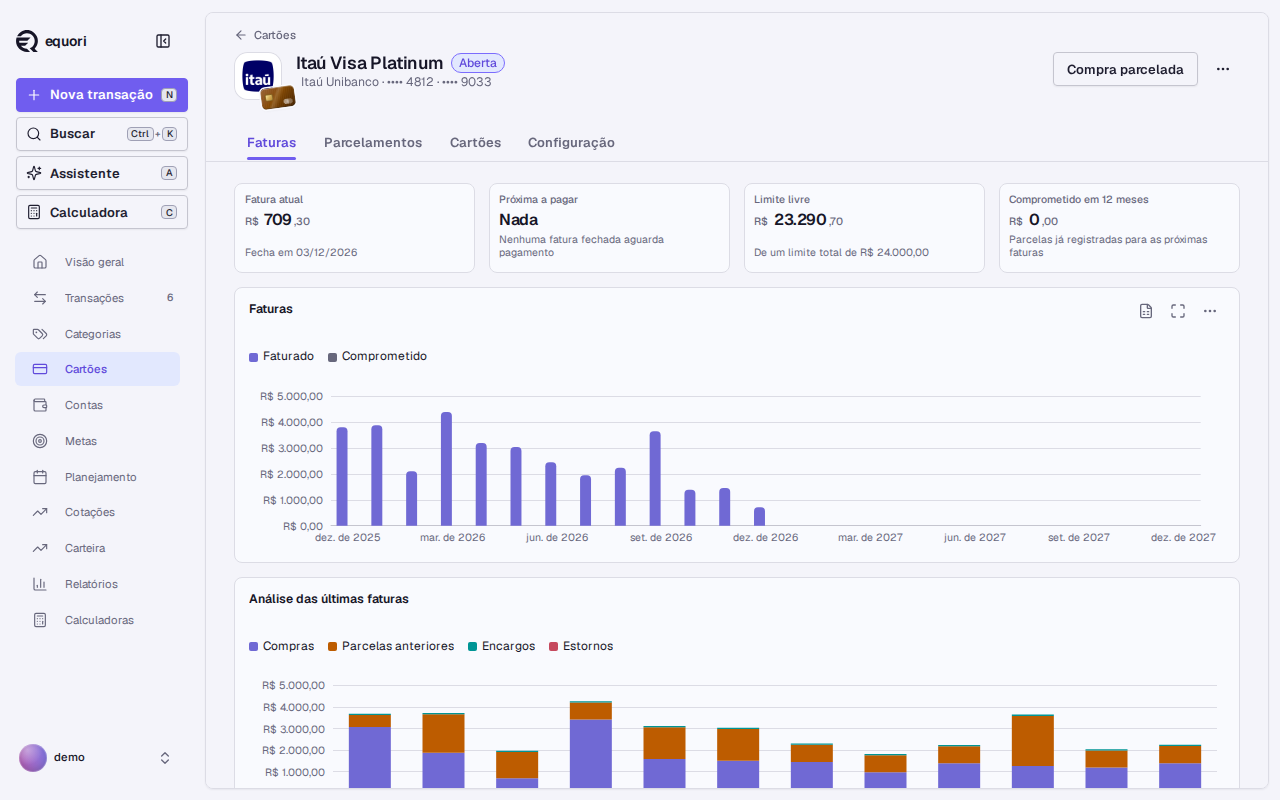 equori
Nova transação N
Buscar Ctrl + K
Assistente A
Calculadora C
Visão geral
Transações 6
Categorias
Cartões
Contas
Metas
Planejamento
Cotações
Carteira
Relatórios
Calculadoras
demo
Cartões
itaú
Itaú Visa Platinum Aberta
Itaú Unibanco · •••• 4812 · •••• 9033
Compra parcelada
Faturas Parcelamentos Cartões Configuração
Fatura atual
R$ 709,30
Fecha em 03/12/2026
Próxima a pagar
Nada
Nenhuma fatura fechada aguarda
pagamento
Limite livre
R$ 23.290,70
De um limite total de R$ 24.000,00
Comprometido em 12 meses
R$ 0,00
Parcelas já registradas para as próximas
faturas
Faturas
Faturado Comprometido
R$ 5.000,00
R$ 4.000,00
R$ 3.000,00
R$ 2.000,00
R$ 1.000,00
R$ 0,00
dez. de 2025 mar. de 2026 jun. de 2026 set. de 2026 dez. de 2026 mar. de 2027 jun. de 2027 set. de 2027 dez. de 2027
Análise das últimas faturas
Compras Parcelas anteriores Encargos Estornos
R$ 5.000,00
R$ 4.000,00
R$ 3.000,00
R$ 2.000,00
R$ 1.000,00